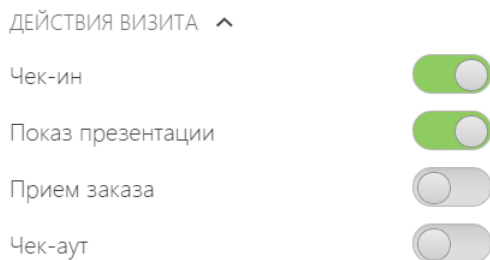 ДЕЙСТВИЯ ВИЗИТА
Чек-ин
Показ презентации
Прием заказа
Чек-аут